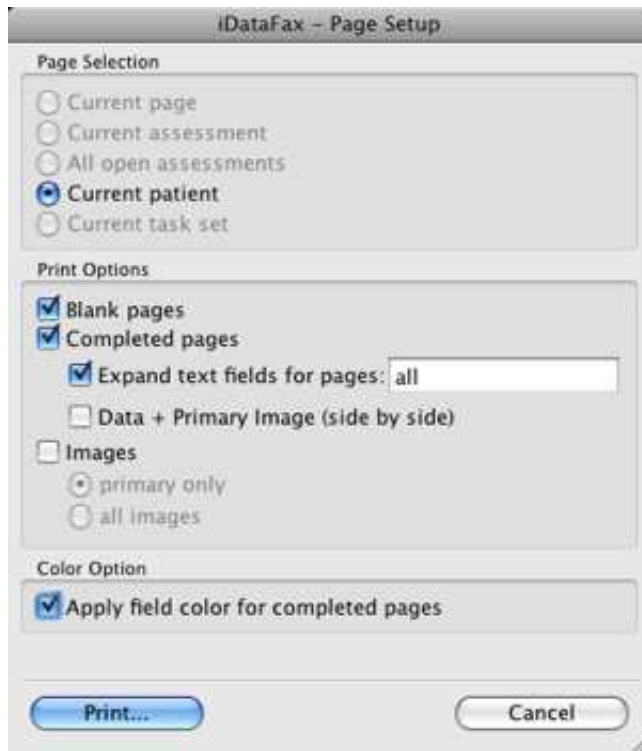 iDataFax – Page Setup
Page Selection
Current page
Current assessment
All open assessments
Current patient
Current task set
Print Options
Blank pages
Completed pages
Expand text fields for pages: all
Data + Primary Image (side by side)
Images
primary only
all images
Color Option
Apply field color for completed pages
Print... Cancel